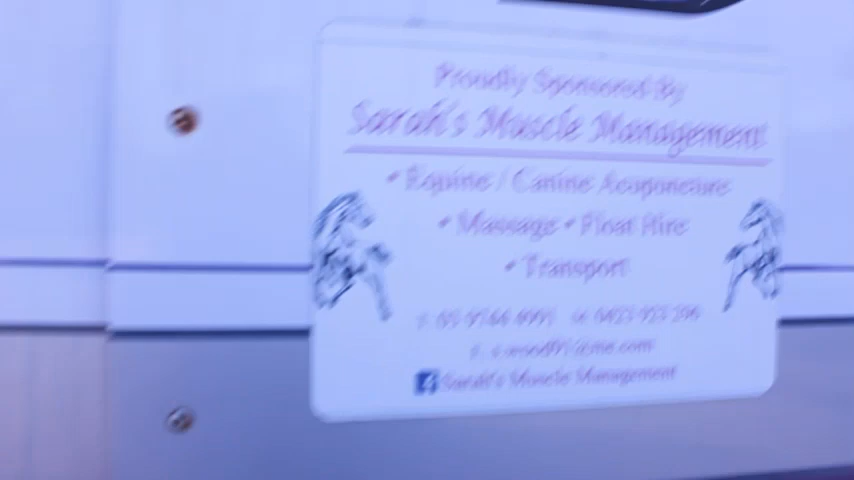 Proudly Sponsored By
Sarah's Muscle Management
• Equine / Canine Acupuncture
• Massage • Float Hire
• Transport
Sarah's Muscle Management